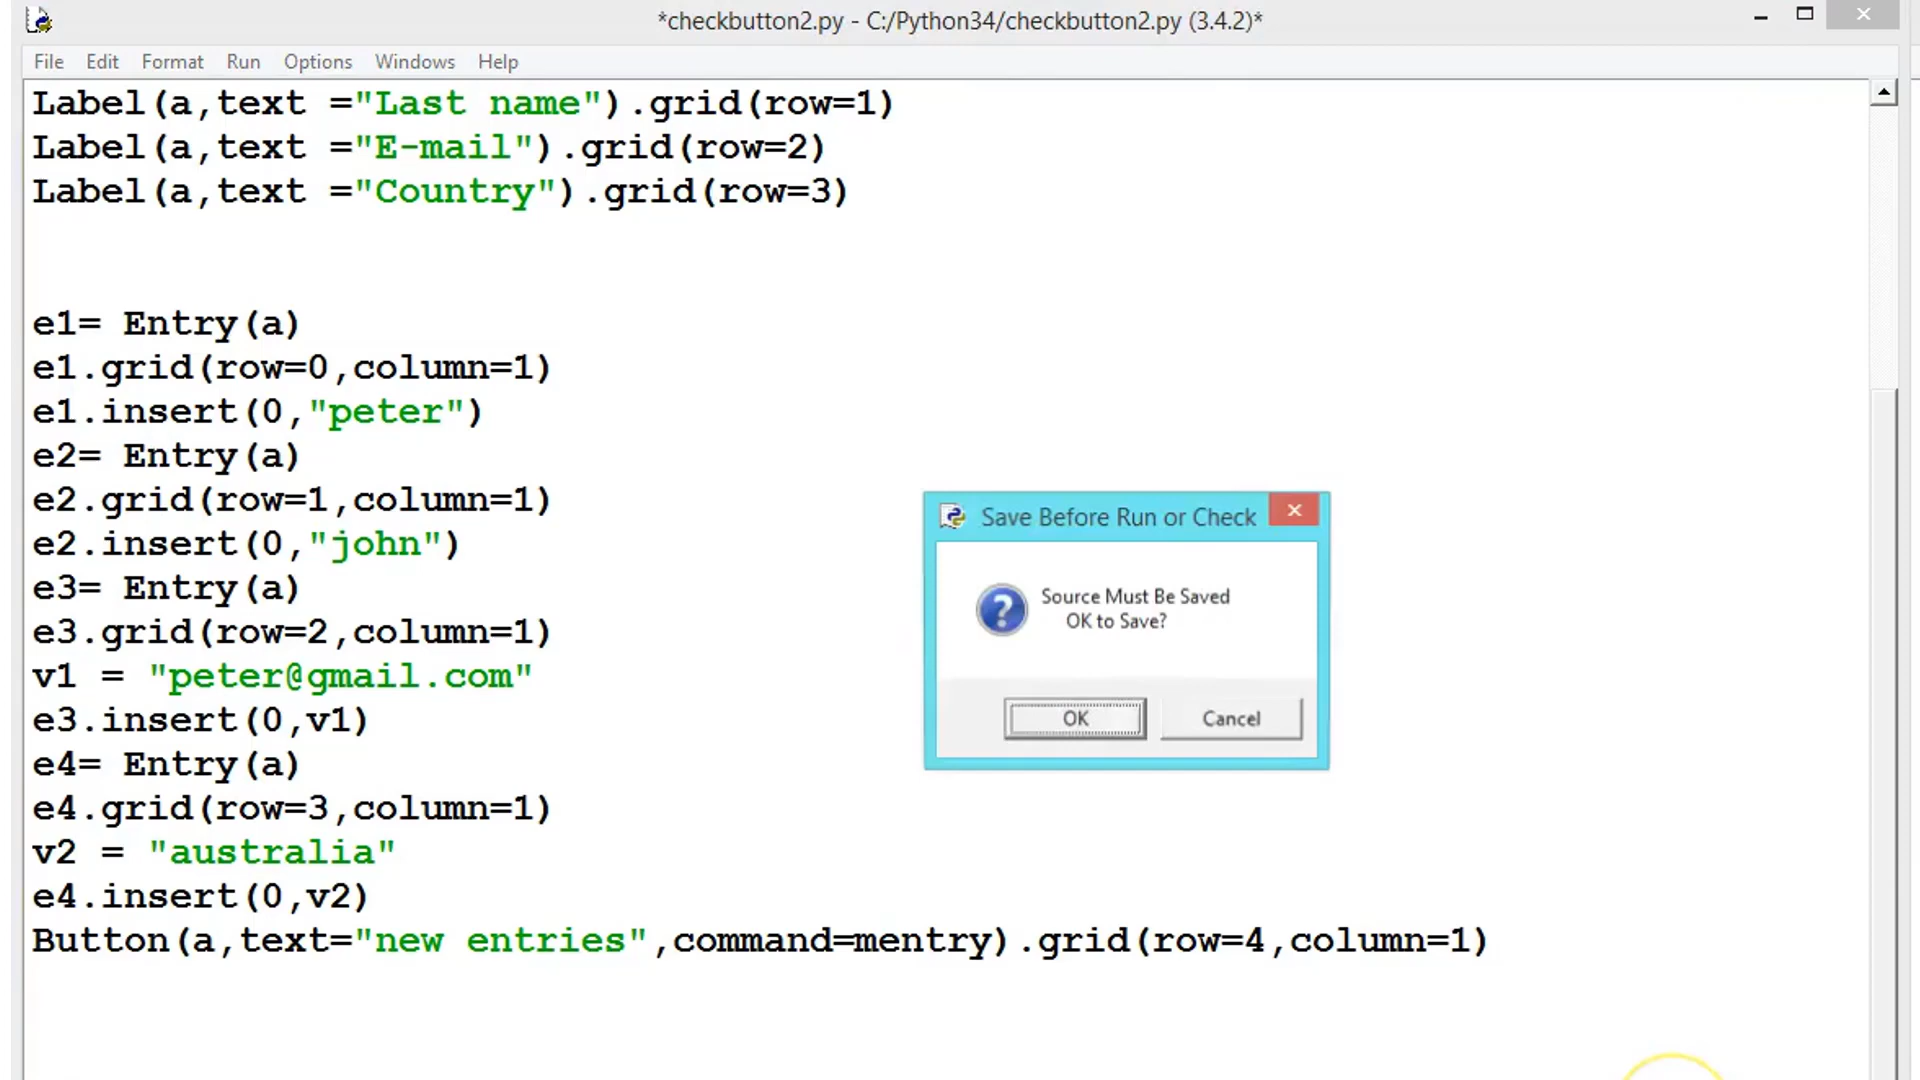 *checkbutton2.py - C:/Python34/checkbutton2.py (3.4.2)*
File Edit Format Run Options Windows Help
Label(a,text ="Last name").grid(row=1)
Label(a,text ="E-mail").grid(row=2)
Label(a,text ="Country").grid(row=3)
e1= Entry(a)
e1.grid(row=0,column=1)
e1.insert(0,"peter")
e2= Entry(a)
e2.grid(row=1,column=1)
e2.insert(0,"john")
e3= Entry(a)
e3.grid(row=2,column=1)
v1 = "peter@gmail.com"
e3.insert(0,v1)
e4= Entry(a)
e4.grid(row=3,column=1)
v2 = "australia"
e4.insert(0,v2)
Button(a,text="new entries",command=mentry).grid(row=4,column=1)
Save Before Run or Check
Source Must Be Saved
OK to Save?
OK Cancel